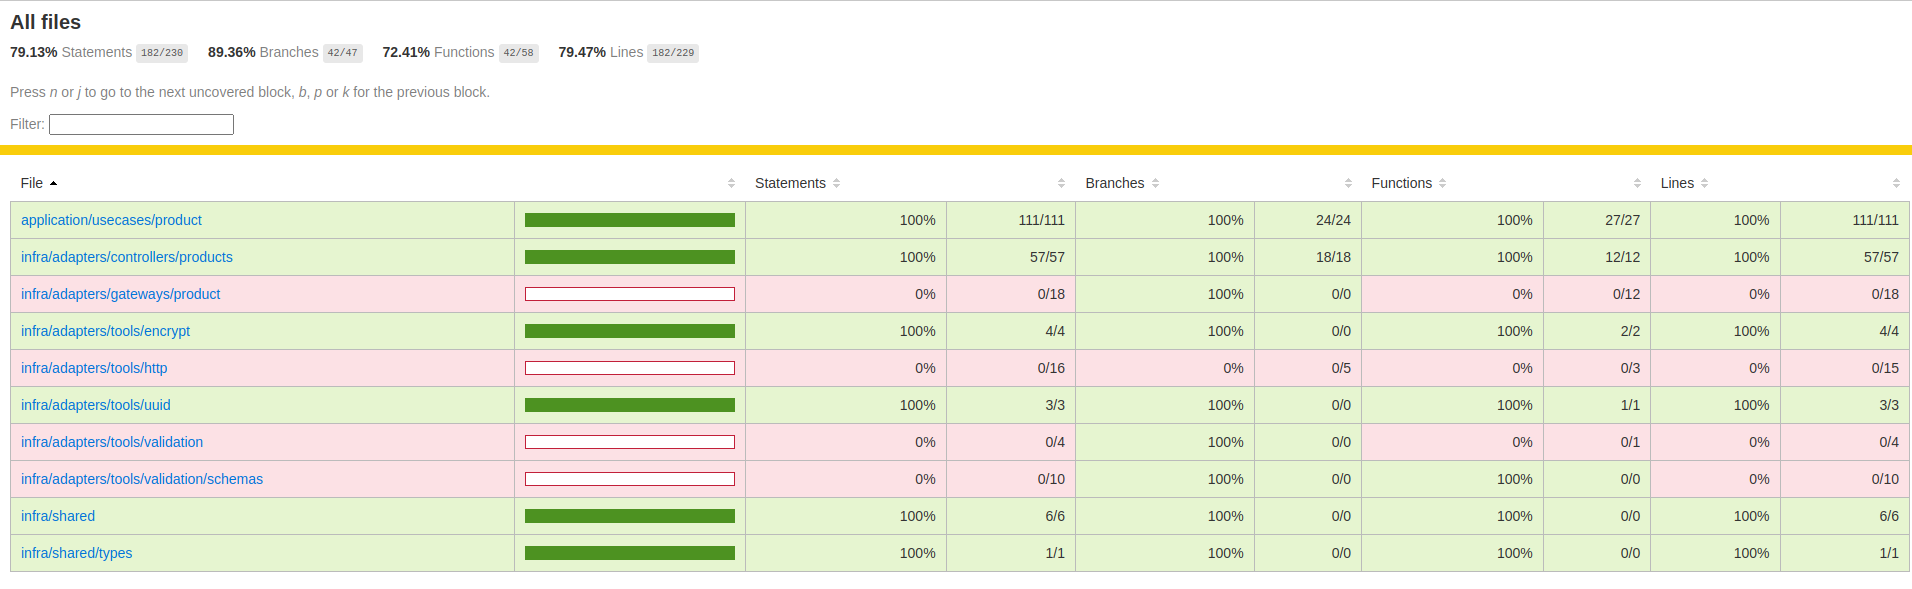 All files
79.13% Statements 182/230 89.36% Branches 42/47 72.41% Functions 42/58 79.47% Lines 182/229
Press n or j to go to the next uncovered block, b, p or k for the previous block.
Filter:
File Statements Branches Functions Lines
application/usecases/product 100% 111/111 100% 24/24 100% 27/27 100% 111/111
infra/adapters/controllers/products 100% 57/57 100% 18/18 100% 12/12 100% 57/57
infra/adapters/gateways/product 0% 0/18 100% 0/0 0% 0/12 0% 0/18
infra/adapters/tools/encrypt 100% 4/4 100% 0/0 100% 2/2 100% 4/4
infra/adapters/tools/http 0% 0/16 0% 0/5 0% 0/3 0% 0/15
infra/adapters/tools/uuid 100% 3/3 100% 0/0 100% 1/1 100% 3/3
infra/adapters/tools/validation 0% 0/4 100% 0/0 0% 0/1 0% 0/4
infra/adapters/tools/validation/schemas 0% 0/10 100% 0/0 100% 0/0 0% 0/10
infra/shared 100% 6/6 100% 0/0 100% 0/0 100% 6/6
infra/shared/types 100% 1/1 100% 0/0 100% 0/0 100% 1/1